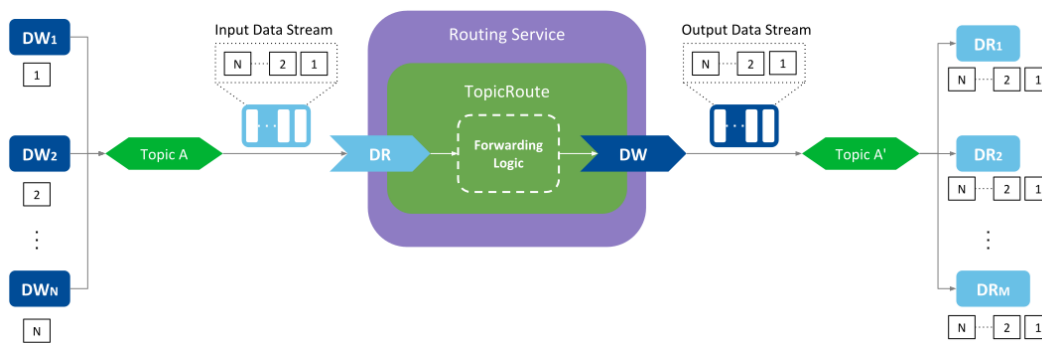 DW1
1
DW2
2
DWN
N
Topic A
Input Data Stream
N 2 1
Routing Service
TopicRoute
DR
Forwarding
Logic
DW
Output Data Stream
N 2 1
Topic A'
DR1
N 2 1
DR2
N 2 1
DRM
N 2 1